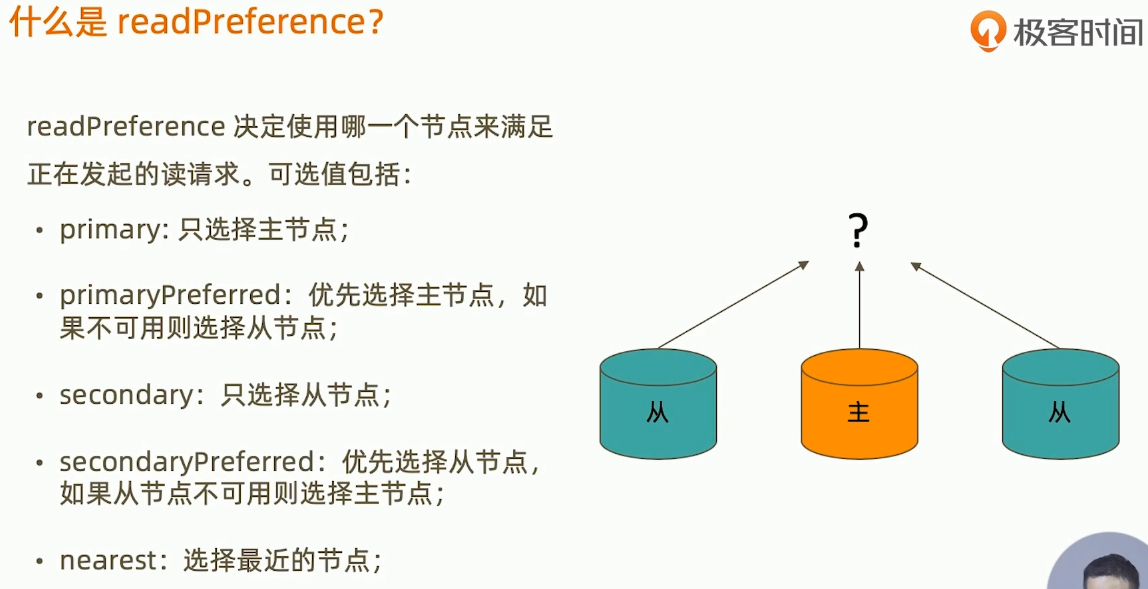 什么是 readPreference？
极客时间
readPreference 决定使用哪一个节点来满足
正在发起的读请求。可选值包括：
• primary: 只选择主节点；
• primaryPreferred：优先选择主节点，如
果不可用则选择从节点；
• secondary：只选择从节点；
• secondaryPreferred：优先选择从节点，
如果从节点不可用则选择主节点；
• nearest：选择最近的节点；
?
从
主
从